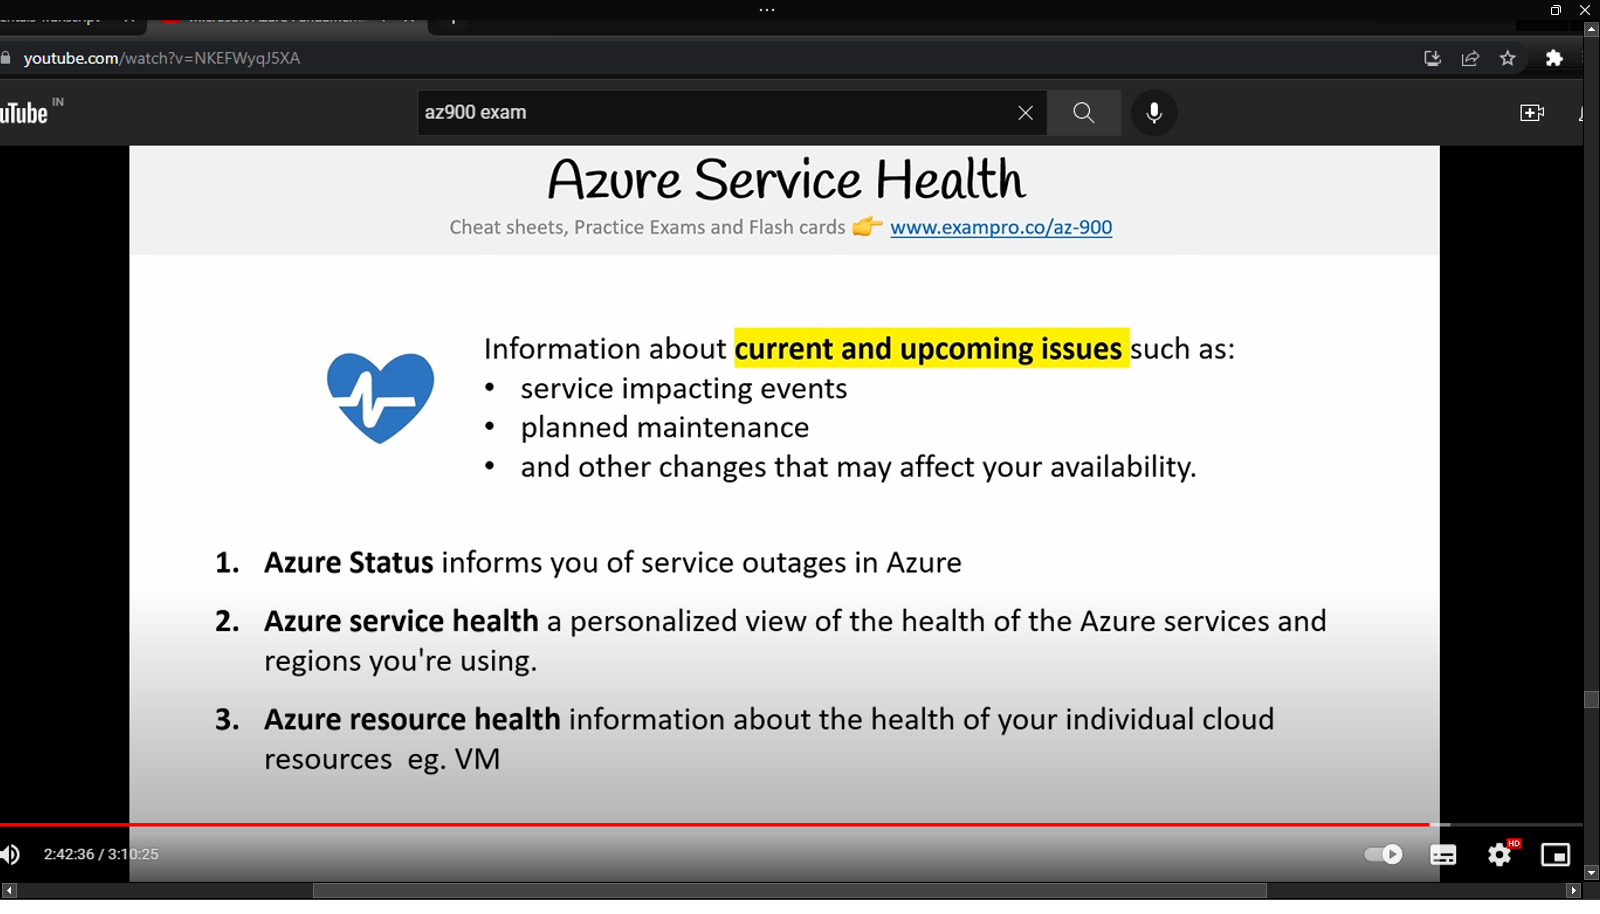 youtube.com/watch?v=NKEFWyqJ5XA
uTube IN
az900 exam
Azure Service Health
Cheat sheets, Practice Exams and Flash cards 👉 www.exampro.co/az-900
Information about current and upcoming issues such as:
• service impacting events
• planned maintenance
• and other changes that may affect your availability.
1. Azure Status informs you of service outages in Azure
2. Azure service health a personalized view of the health of the Azure services and
regions you're using.
3. Azure resource health information about the health of your individual cloud
resources eg. VM
2:42:36 / 3:10:25
HD